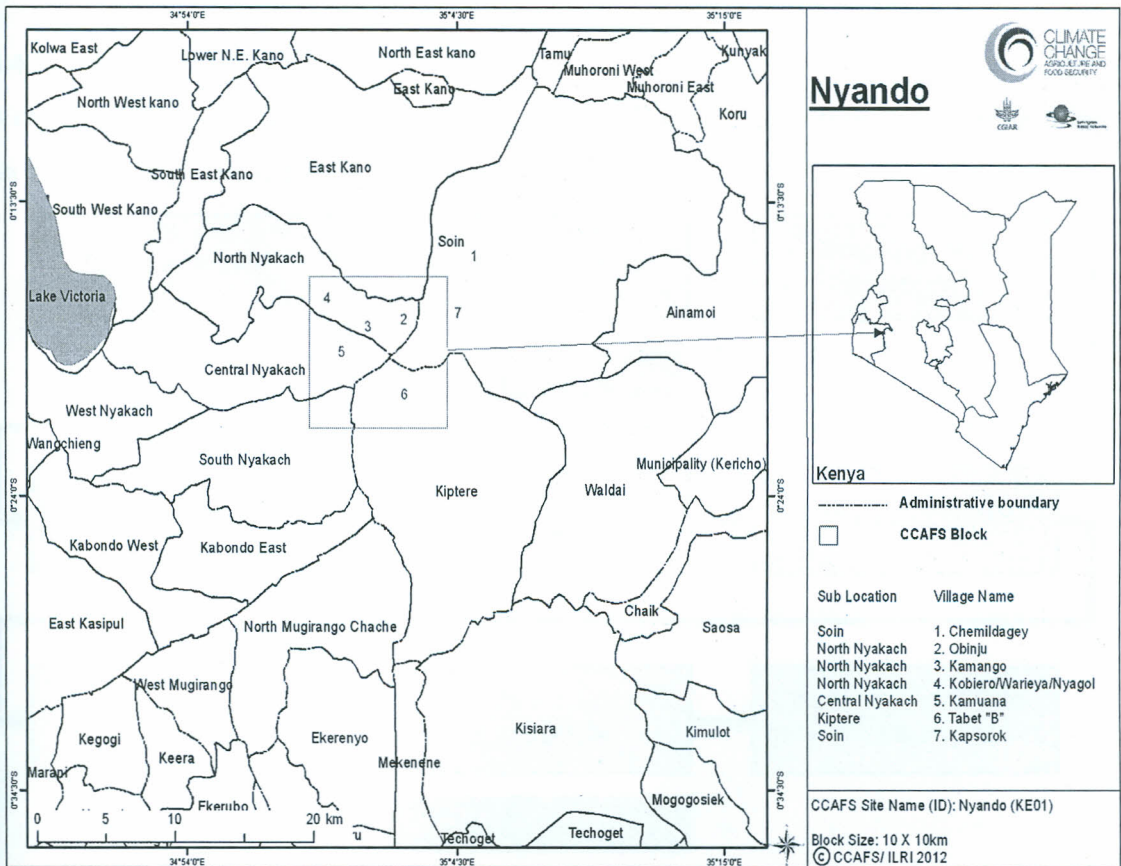 34°54'0"E
35°4'30"E
35°15'0"E
Kolwa East
Lower N.E. Kano
North East kano
Tamu
Kunyak
Muhoroni West
East Kano
Muhoroni East
North West kano
Koru
South East Kano
East Kano
0°13'30"S
0°13'30"S
South West Kano
Soin
1
North Nyakach
Lake Victoria
4
2
7
3
Ainamoi
5
Central Nyakach
6
West Nyakach
Wangchieng
South Nyakach
Municipality (Kericho)
Kiptere
Waldai
0°24'0"S
0°24'0"S
Kabondo West
Kabondo East
East Kasipul
North Mugirango Chache
Chaik
Saosa
West Mugirango
Kegogi
Keera
Ekerenyo
Kisiara
Kimulot
Marani
Mekenene
0°34'30"S
0°34'30"S
Ekerubo
Mogogosiek
0 5 10 20 km
Techoget
Techoget
34°54'0"E
35°4'30"E
35°15'0"E
Nyando
CLIMATE
CHANGE
AGRICULTURE AND
FOOD SECURITY
CGIAR
Kenya
Administrative boundary
CCAFS Block
Sub Location Village Name
Soin 1. Chemildagey
North Nyakach 2. Obinju
North Nyakach 3. Kamango
North Nyakach 4. Kobiero/Warieya/Nyagol
Central Nyakach 5. Kamuana
Kiptere 6. Tabet "B"
Soin 7. Kapsorok
CCAFS Site Name (ID): Nyando (KE01)
Block Size: 10 X 10km
© CCAFS/ ILRI 2012